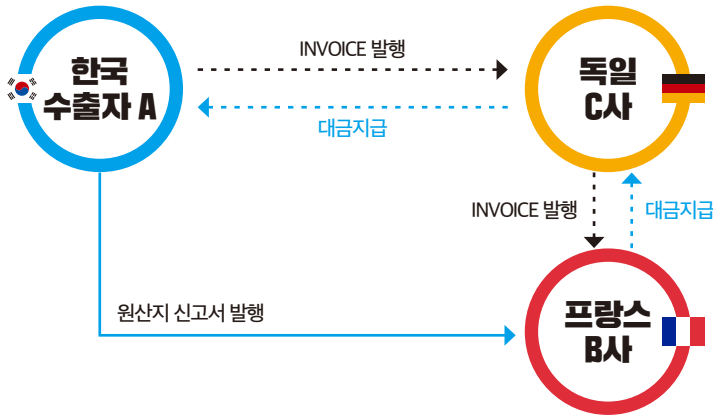 한국
수출자 A
INVOICE 발행
대금지급
독일
C사
INVOICE 발행
대금지급
원산지 신고서 발행
프랑스
B사